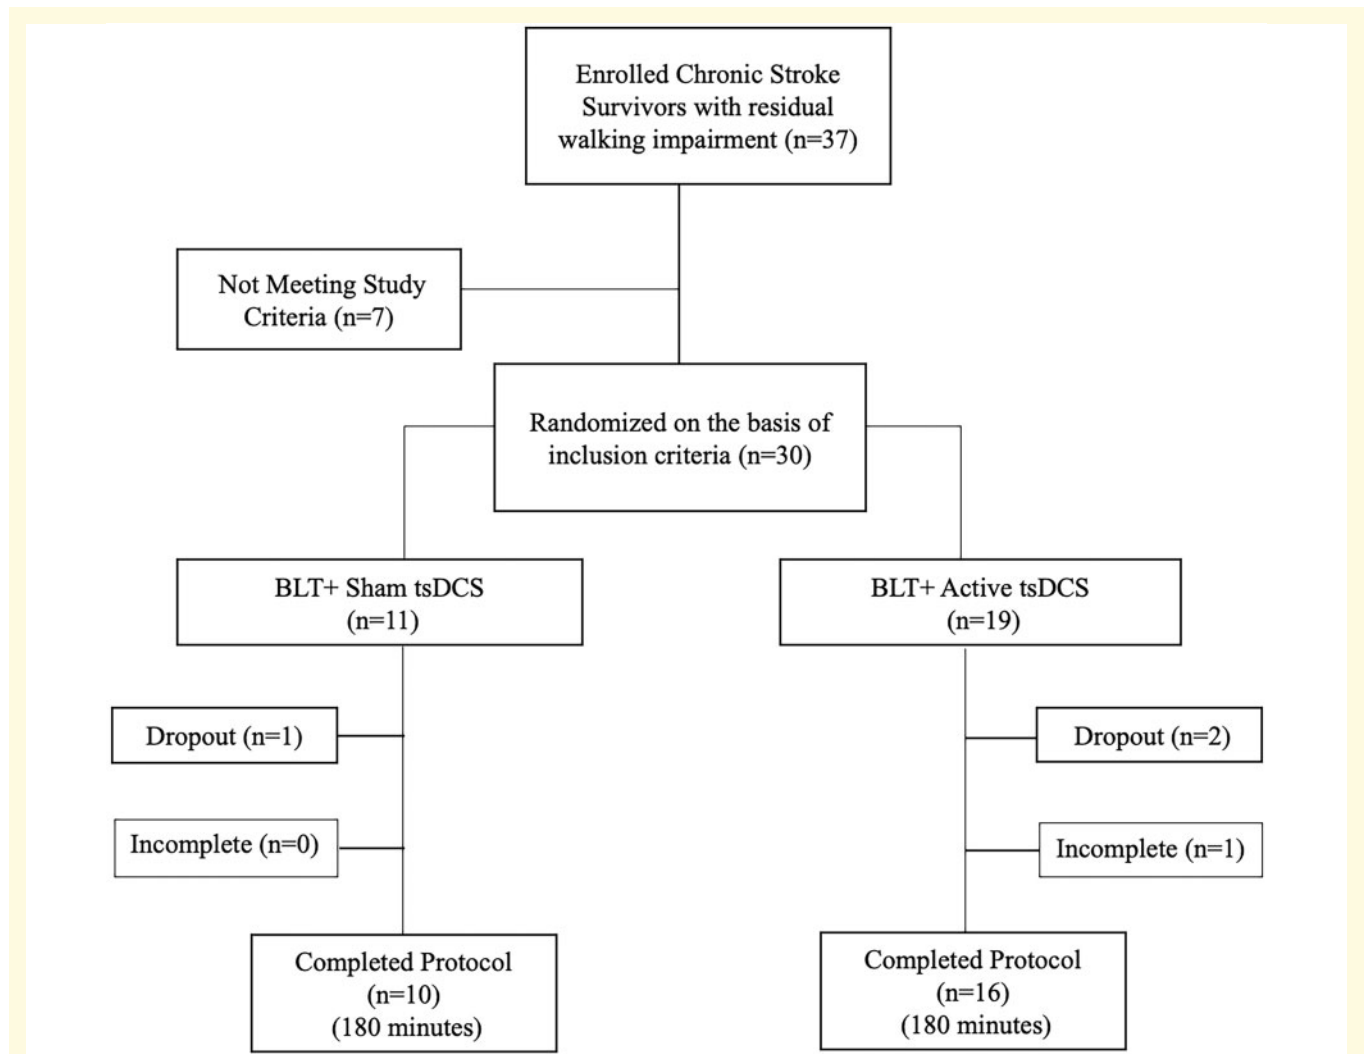 Enrolled Chronic Stroke
Survivors with residual
walking impairment (n=37)
Not Meeting Study
Criteria (n=7)
Randomized on the basis of
inclusion criteria (n=30)
BLT+ Sham tsDCS
(n=11)
BLT+ Active tsDCS
(n=19)
Dropout (n=1)
Dropout (n=2)
Incomplete (n=0)
Incomplete (n=1)
Completed Protocol
(n=10)
(180 minutes)
Completed Protocol
(n=16)
(180 minutes)